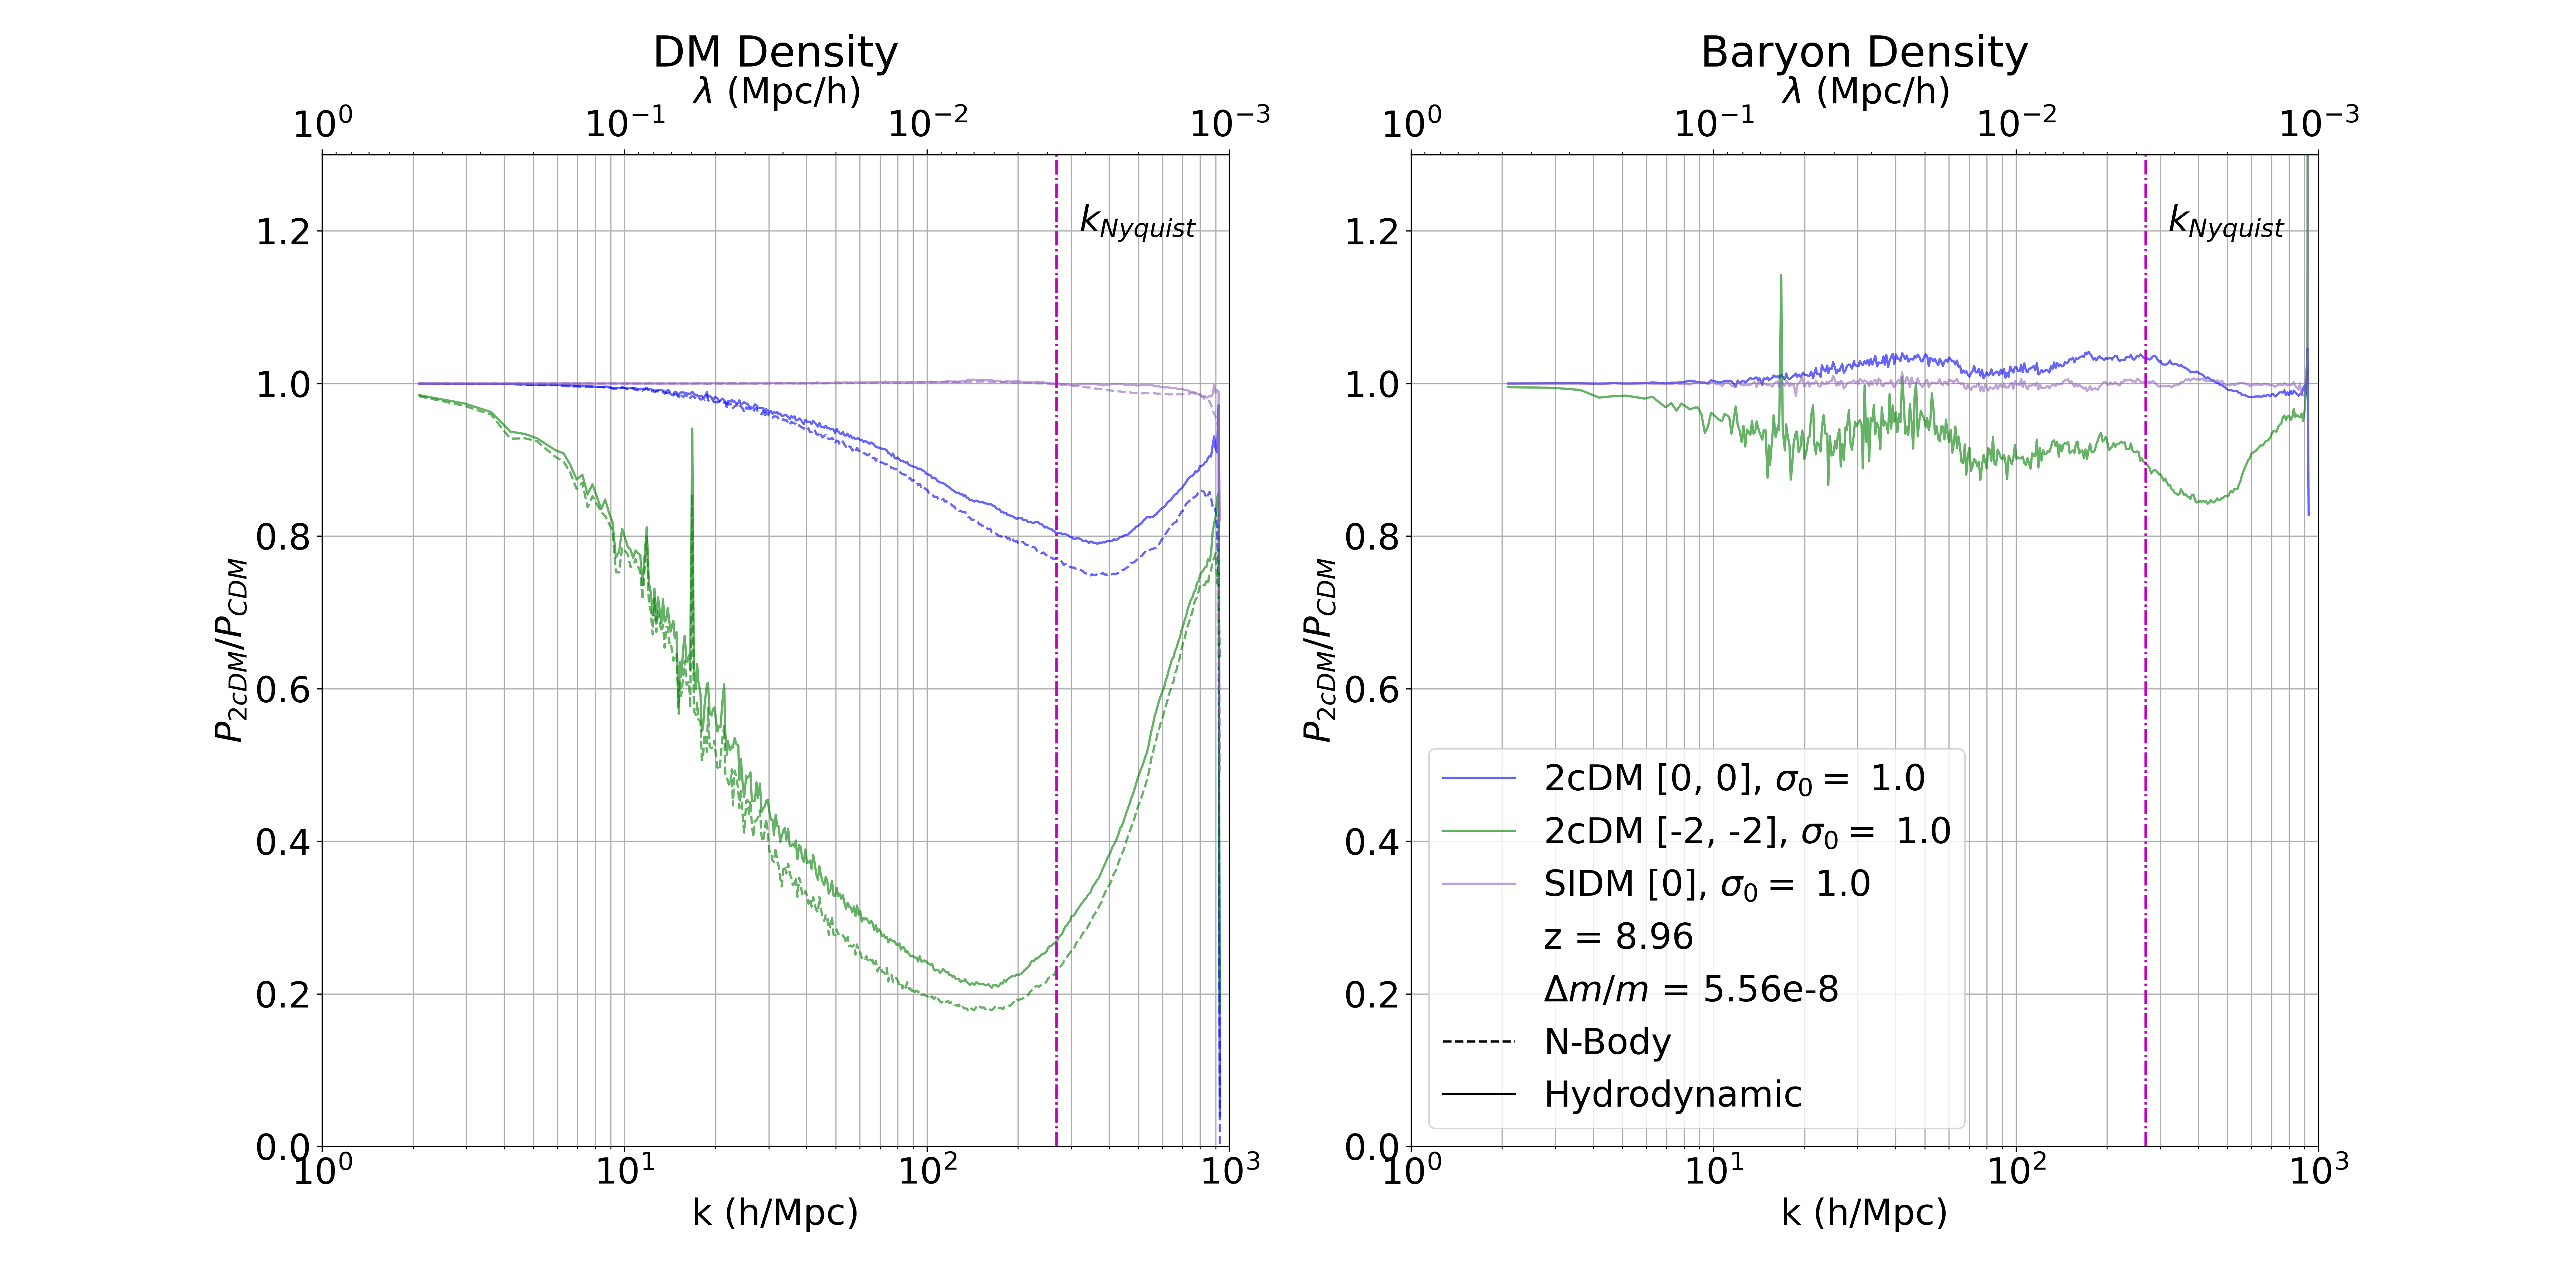 DM Density
λ (Mpc/h)
10⁰ 10⁻¹ 10⁻² 10⁻³
k_Nyquist
1.2
1.0
0.8
0.6
0.4
0.2
0.0
P_2cDM/P_CDM
10⁰ 10¹ 10² 10³
k (h/Mpc)
Baryon Density
λ (Mpc/h)
10⁰ 10⁻¹ 10⁻² 10⁻³
k_Nyquist
1.2
1.0
0.8
0.6
0.4
0.2
0.0
P_2cDM/P_CDM
2cDM [0, 0], σ₀ = 1.0
2cDM [-2, -2], σ₀ = 1.0
SIDM [0], σ₀ = 1.0
z = 8.96
Δm/m = 5.56e-8
N-Body
Hydrodynamic
10⁰ 10¹ 10² 10³
k (h/Mpc)